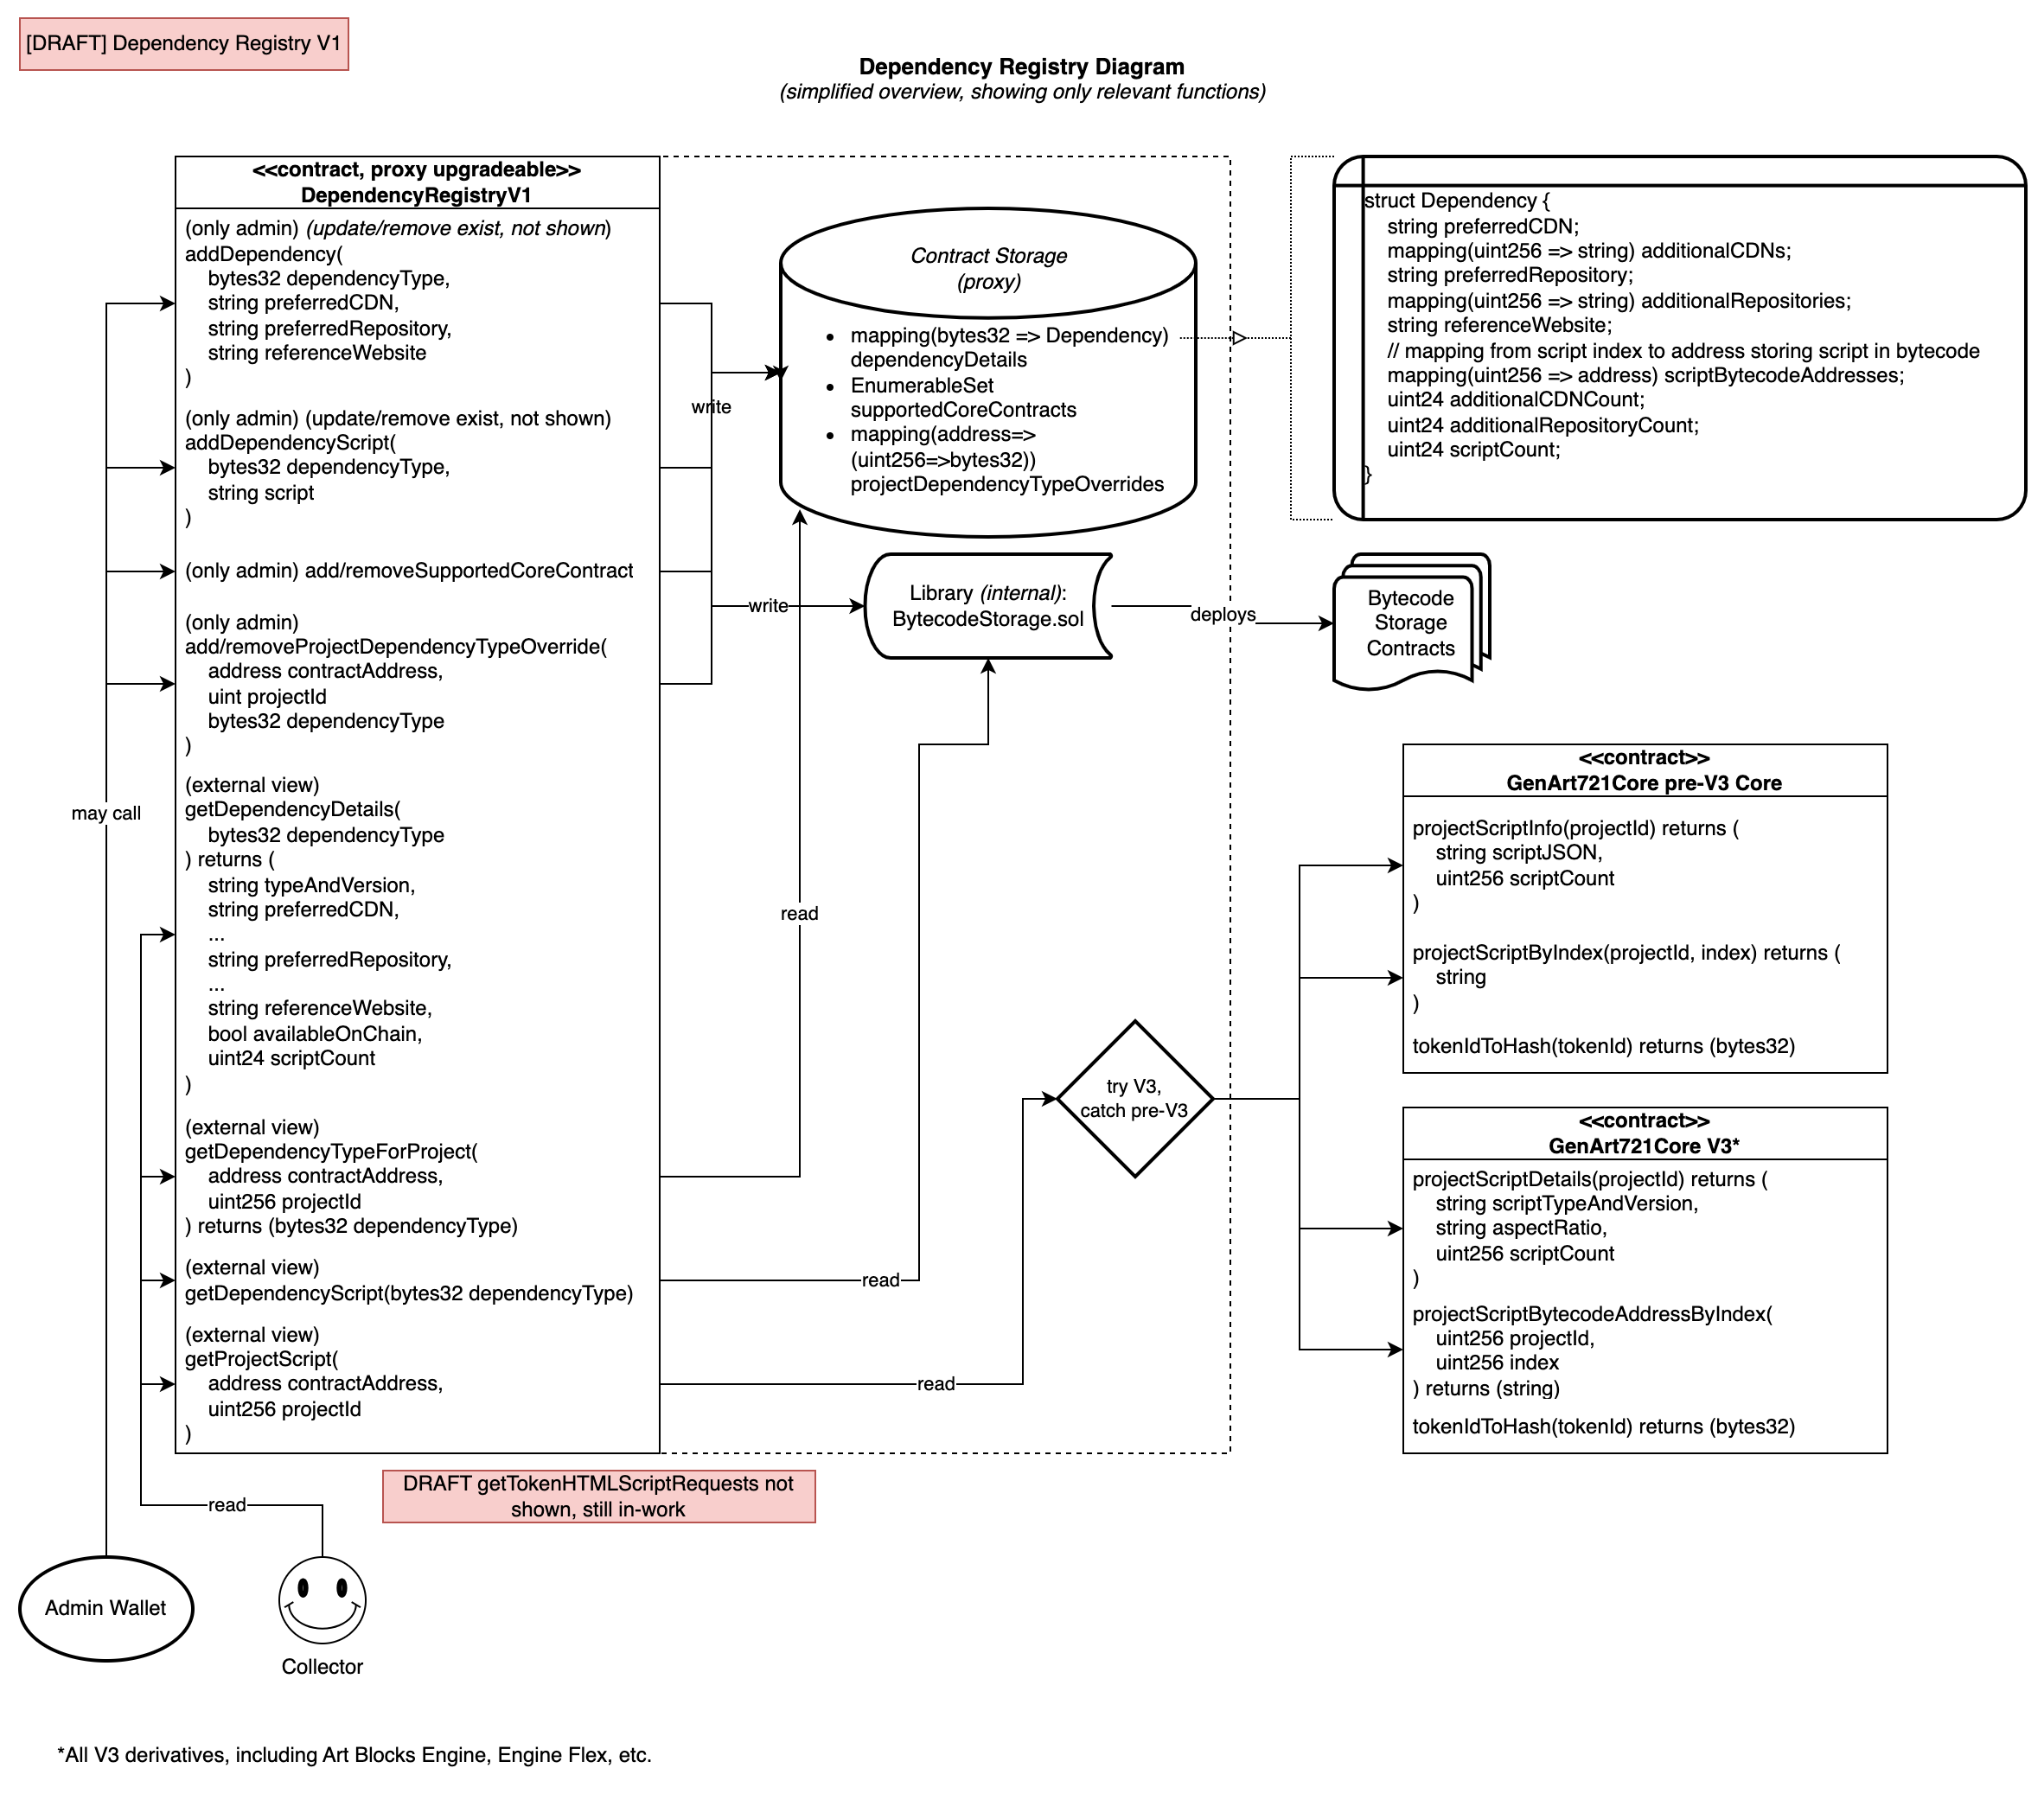 [DRAFT] Dependency Registry V1
Dependency Registry Diagram
(simplified overview, showing only relevant functions)
<<contract, proxy upgradeable>>
DependencyRegistryV1
(only admin) (update/remove exist, not shown)
addDependency(
bytes32 dependencyType,
string preferredCDN,
string preferredRepository,
string referenceWebsite
)
(only admin) (update/remove exist, not shown)
addDependencyScript(
bytes32 dependencyType,
string script
)
(only admin) add/removeSupportedCoreContract
(only admin)
add/removeProjectDependencyTypeOverride(
address contractAddress,
uint projectId
bytes32 dependencyType
)
(external view)
getDependencyDetails(
bytes32 dependencyType
) returns (
string typeAndVersion,
string preferredCDN,
...
string preferredRepository,
...
string referenceWebsite,
bool availableOnChain,
uint24 scriptCount
)
(external view)
getDependencyTypeForProject(
address contractAddress,
uint256 projectId
) returns (bytes32 dependencyType)
(external view)
getDependencyScript(bytes32 dependencyType)
(external view)
getProjectScript(
address contractAddress,
uint256 projectId
)
may call
write
write
read
read
read
read
Contract Storage
(proxy)
• mapping(bytes32 => Dependency)
dependencyDetails
• EnumerableSet
supportedCoreContracts
• mapping(address=>
(uint256=>bytes32))
projectDependencyTypeOverrides
struct Dependency {
string preferredCDN;
mapping(uint256 => string) additionalCDNs;
string preferredRepository;
mapping(uint256 => string) additionalRepositories;
string referenceWebsite;
// mapping from script index to address storing script in bytecode
mapping(uint256 => address) scriptBytecodeAddresses;
uint24 additionalCDNCount;
uint24 additionalRepositoryCount;
uint24 scriptCount;
}
Library (internal):
BytecodeStorage.sol
deploys
Bytecode
Storage
Contracts
try V3,
catch pre-V3
<<contract>>
GenArt721Core pre-V3 Core
projectScriptInfo(projectId) returns (
string scriptJSON,
uint256 scriptCount
)
projectScriptByIndex(projectId, index) returns (
string
)
tokenIdToHash(tokenId) returns (bytes32)
<<contract>>
GenArt721Core V3*
projectScriptDetails(projectId) returns (
string scriptTypeAndVersion,
string aspectRatio,
uint256 scriptCount
)
projectScriptBytecodeAddressByIndex(
uint256 projectId,
uint256 index
) returns (string)
tokenIdToHash(tokenId) returns (bytes32)
DRAFT getTokenHTMLScriptRequests not
shown, still in-work
Admin Wallet
Collector
*All V3 derivatives, including Art Blocks Engine, Engine Flex, etc.